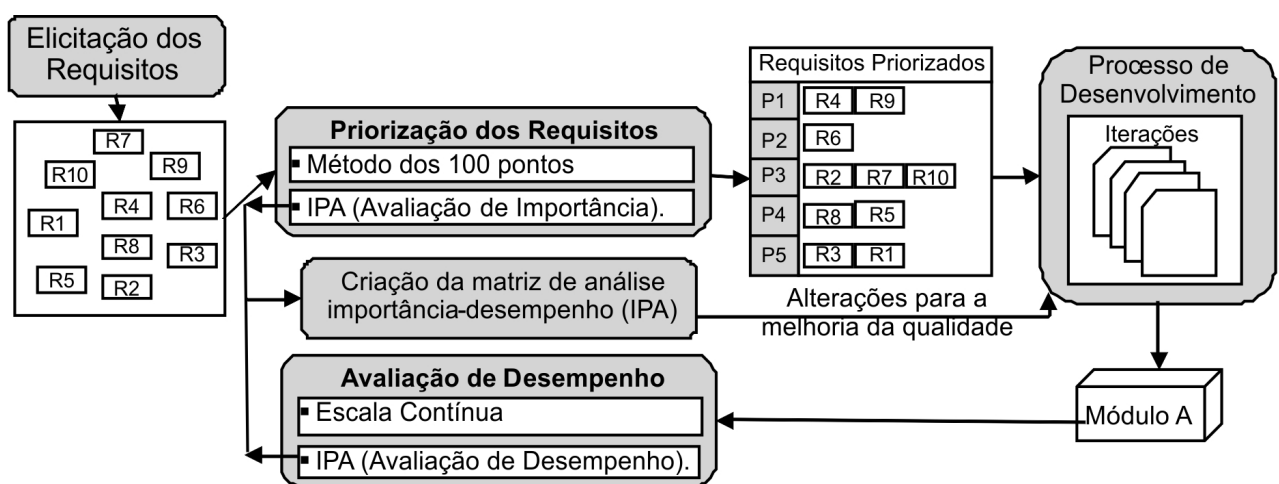 Elicitação dos
Requisitos
R7
R9
R10
R4
R6
R1
R8
R3
R5
R2
Priorização dos Requisitos
▪ Método dos 100 pontos
▪ IPA (Avaliação de Importância).
Criação da matriz de análise
importância-desempenho (IPA)
Avaliação de Desempenho
▪ Escala Contínua
▪ IPA (Avaliação de Desempenho).
Requisitos Priorizados
P1 R4 R9
P2 R6
P3 R2 R7 R10
P4 R8 R5
P5 R3 R1
Alterações para a
melhoria da qualidade
Processo de
Desenvolvimento
Iterações
Módulo A